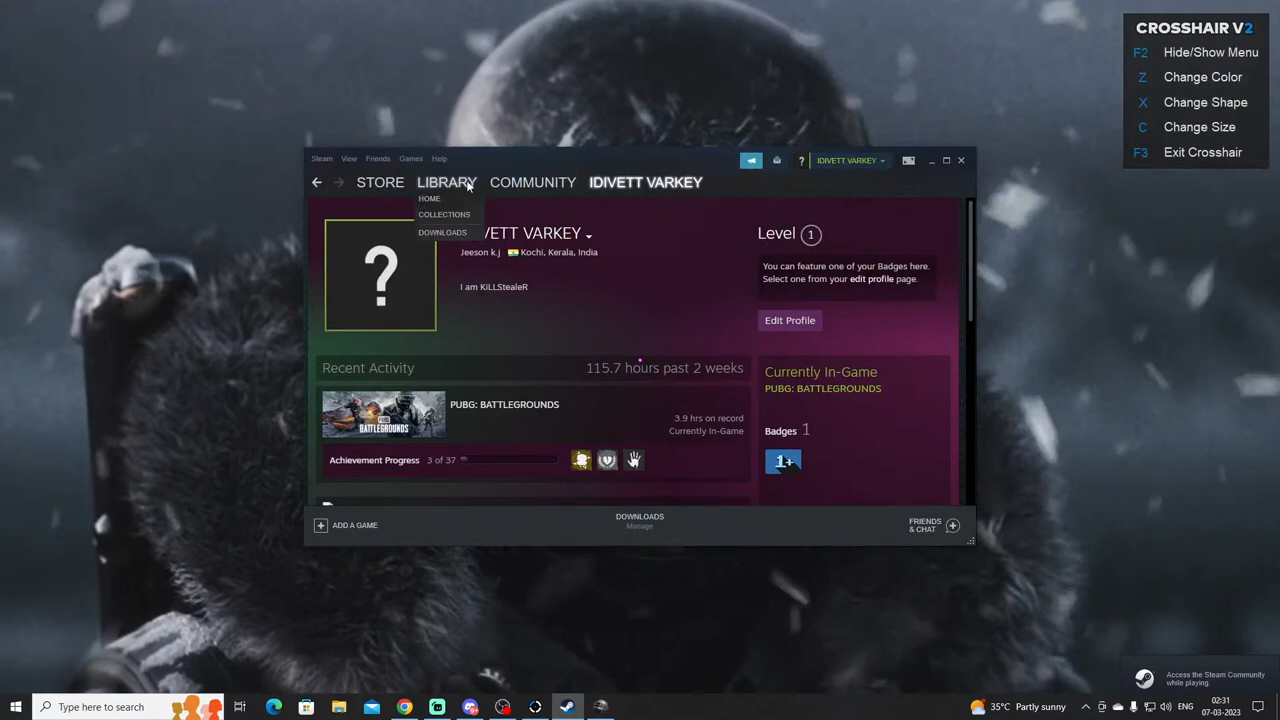 CROSSHAIR V2
F2 Hide/Show Menu
Z Change Color
X Change Shape
C Change Size
F3 Exit Crosshair
Steam View Friends Games Help
? IDIVETT VARKEY
STORE LIBRARY COMMUNITY IDIVETT VARKEY
HOME
COLLECTIONS
DOWNLOADS
VETT VARKEY
Jeeson k.j Kochi, Kerala, India
I am KiLLSteaIeR
?
Level 1
You can feature one of your Badges here.
Select one from your edit profile page.
Edit Profile
Recent Activity 115.7 hours past 2 weeks
PUBG: BATTLEGROUNDS
3.9 hrs on record
Currently In-Game
BATTLEGROUNDS
Achievement Progress 3 of 37
Currently In-Game
PUBG: BATTLEGROUNDS
Badges 1
1+
ADD A GAME
DOWNLOADS
Manage
FRIENDS
& CHAT
Access the Steam Community
while playing.
Type here to search
35°C Partly sunny
02:31
07-03-2023